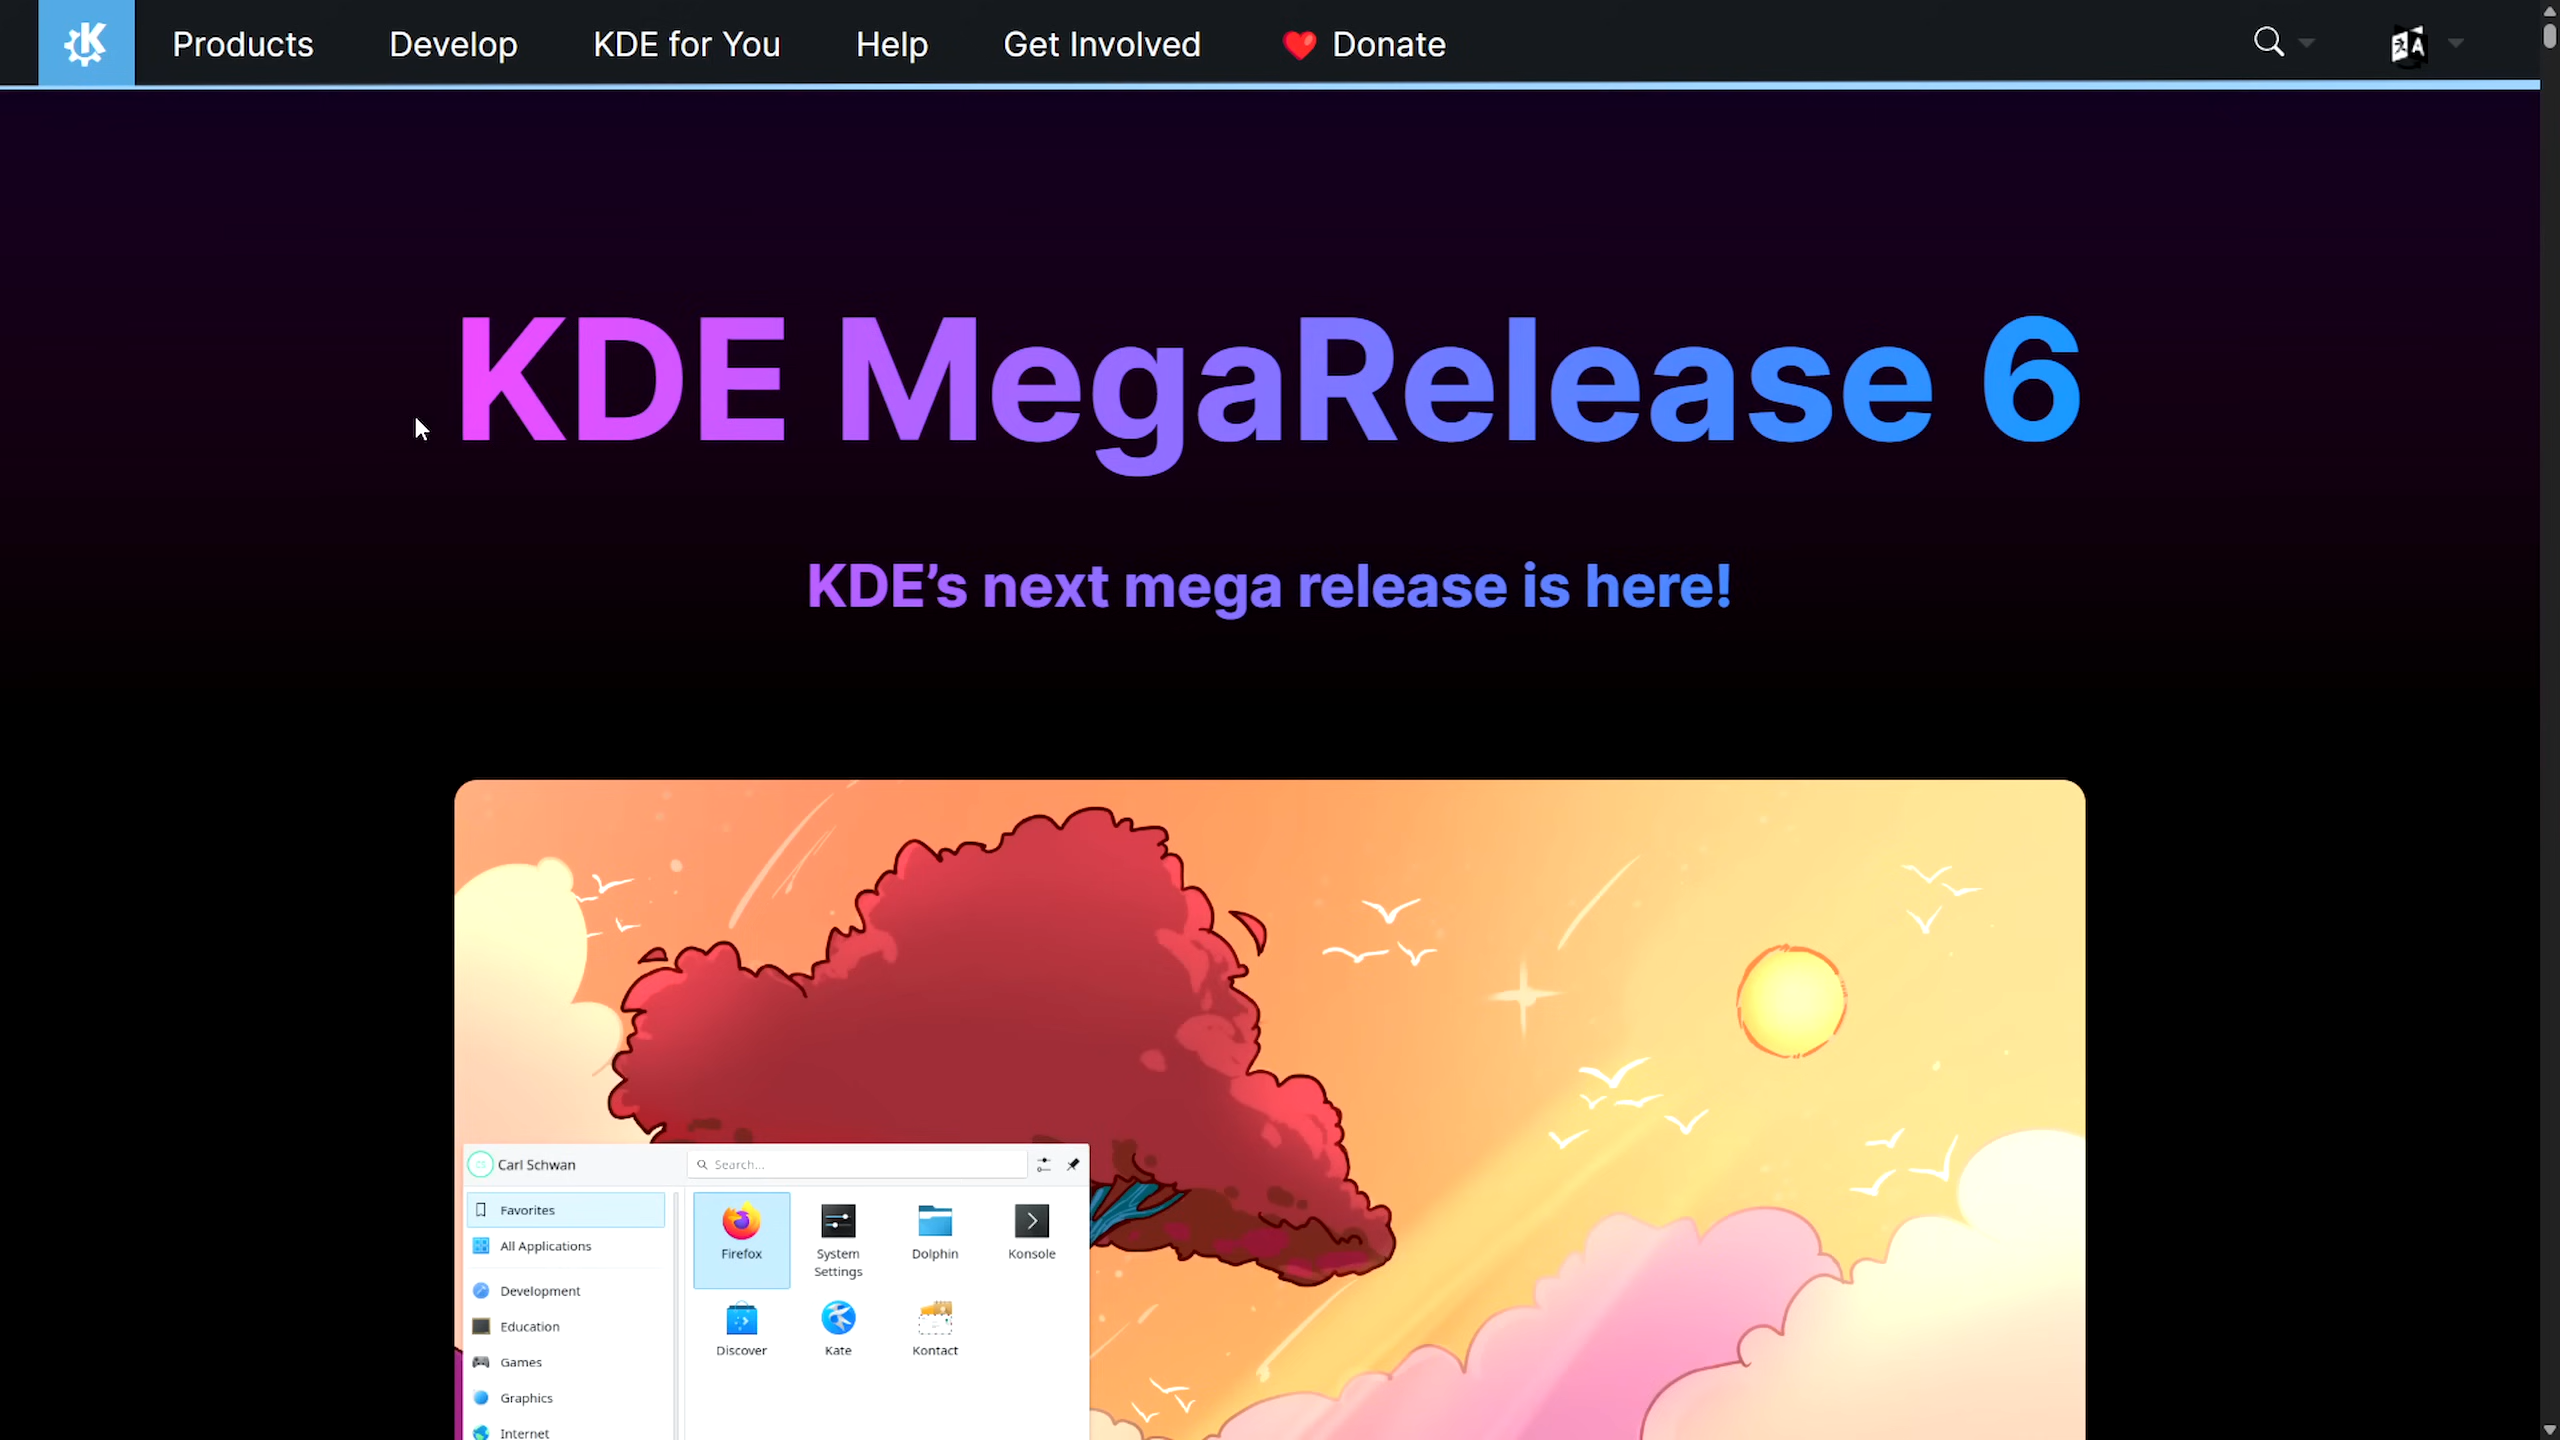 Products Develop KDE for You Help Get Involved Donate
KDE MegaRelease 6
KDE’s next mega release is here!
Carl Schwan
Search...
Favorites
All Applications
Development
Education
Games
Graphics
Internet
Firefox
System Settings
Dolphin
Konsole
Discover
Kate
Kontact